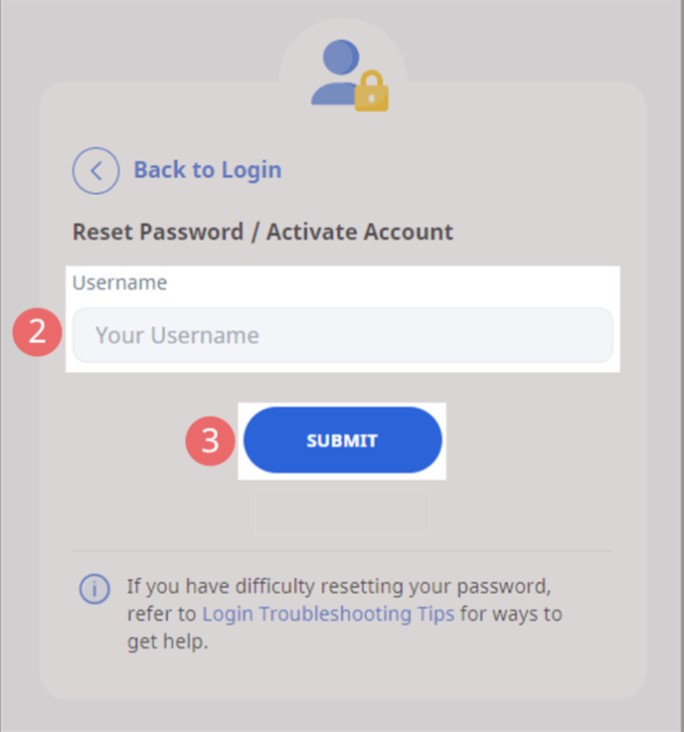 Back to Login
Reset Password / Activate Account
Username
2
Your Username
3
SUBMIT
If you have difficulty resetting your password,
refer to Login Troubleshooting Tips for ways to
get help.